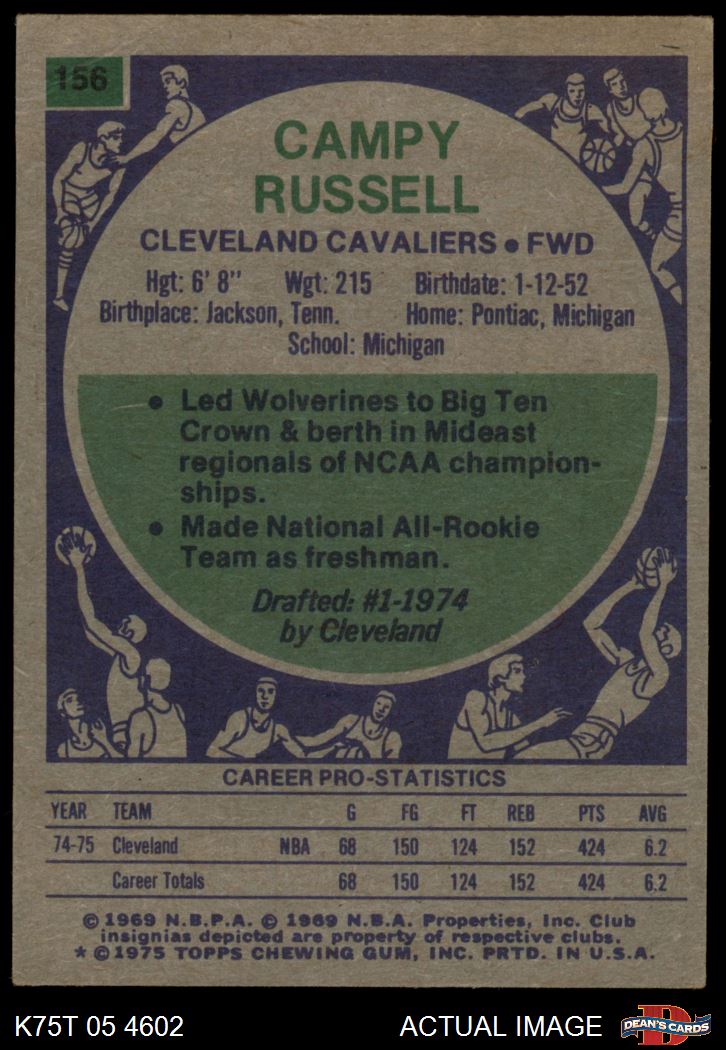 156
CAMPY
RUSSELL
CLEVELAND CAVALIERS • FWD
Hgt: 6' 8" Wgt: 215 Birthdate: 1-12-52
Birthplace: Jackson, Tenn. Home: Pontiac, Michigan
School: Michigan
• Led Wolverines to Big Ten
Crown & berth in Mideast
regionals of NCAA champion-
ships.
• Made National All-Rookie
Team as freshman.
Drafted: #1-1974
by Cleveland
CAREER PRO-STATISTICS
YEAR TEAM G FG FT REB PTS AVG
74-75 Cleveland NBA 68 150 124 152 424 6.2
Career Totals 68 150 124 152 424 6.2
© 1969 N.B.P.A. © 1969 N.B.A. Properties, Inc. Club
insignias depicted are property of respective clubs.
* © 1975 TOPPS CHEWING GUM, INC. PRTD. IN U.S.A.
K75T 05 4602 ACTUAL IMAGE
D
DEAN'S CARDS